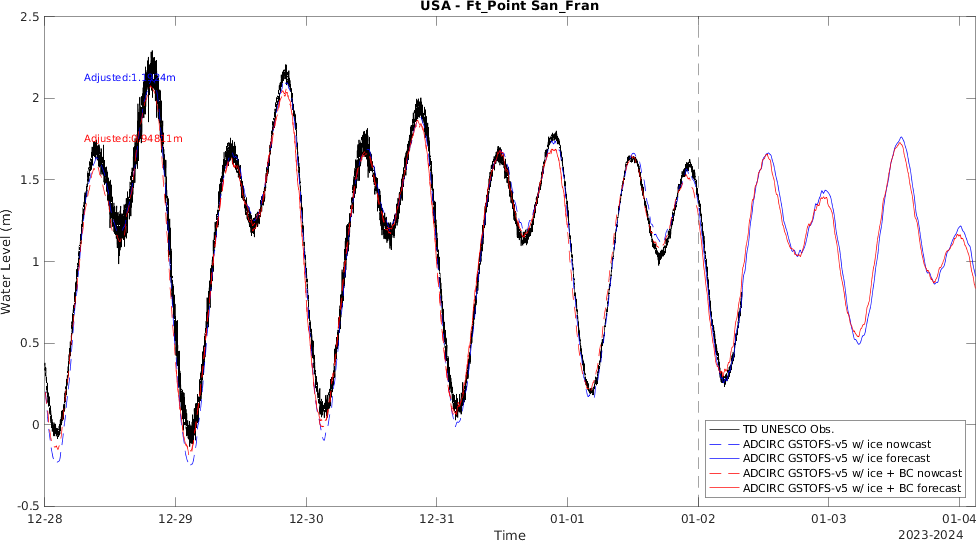 USA - Ft_Point San_Fran
2.5
2
1.5
1
0.5
0
-0.5
Water Level (m)
Adjusted:
Adjusted:
12-28 12-29 12-30 12-31 01-01 01-02 01-03 01-04
Time
2023-2024
TD UNESCO Obs.
ADCIRC GSTOFS-v5 w/ ice nowcast
ADCIRC GSTOFS-v5 w/ ice forecast
ADCIRC GSTOFS-v5 w/ ice + BC nowcast
ADCIRC GSTOFS-v5 w/ ice + BC forecast